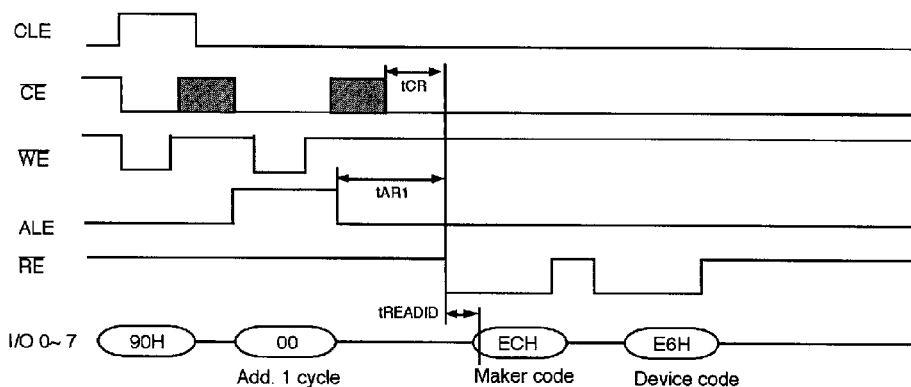 CLE
CE
tCR
WE
tAR1
ALE
RE
tREADID
I/O 0~ 7
90H
00
ECH
E6H
Add. 1 cycle
Maker code
Device code